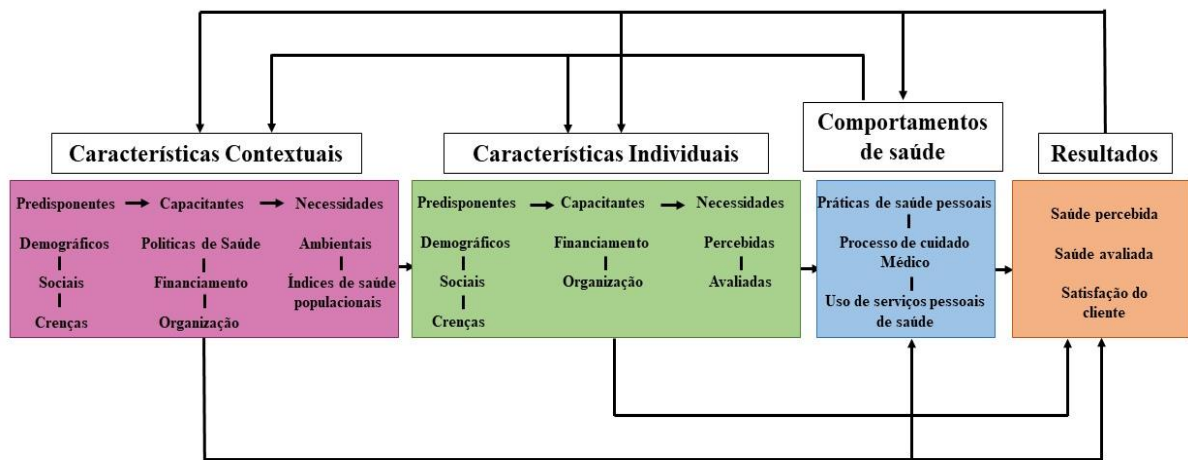 Características Contextuais
Predisponentes
Capacitantes
Necessidades
Demográficos
Sociais
Crenças
Politicas de Saúde
Financiamento
Organização
Ambientais
Índices de saúde
populacionais
Características Individuais
Predisponentes
Capacitantes
Necessidades
Demográficos
Sociais
Crenças
Financiamento
Organização
Percebidas
Avaliadas
Comportamentos
de saúde
Práticas de saúde pessoais
Processo de cuidado
Médico
Uso de serviços pessoais
de saúde
Resultados
Saúde percebida
Saúde avaliada
Satisfação do
cliente